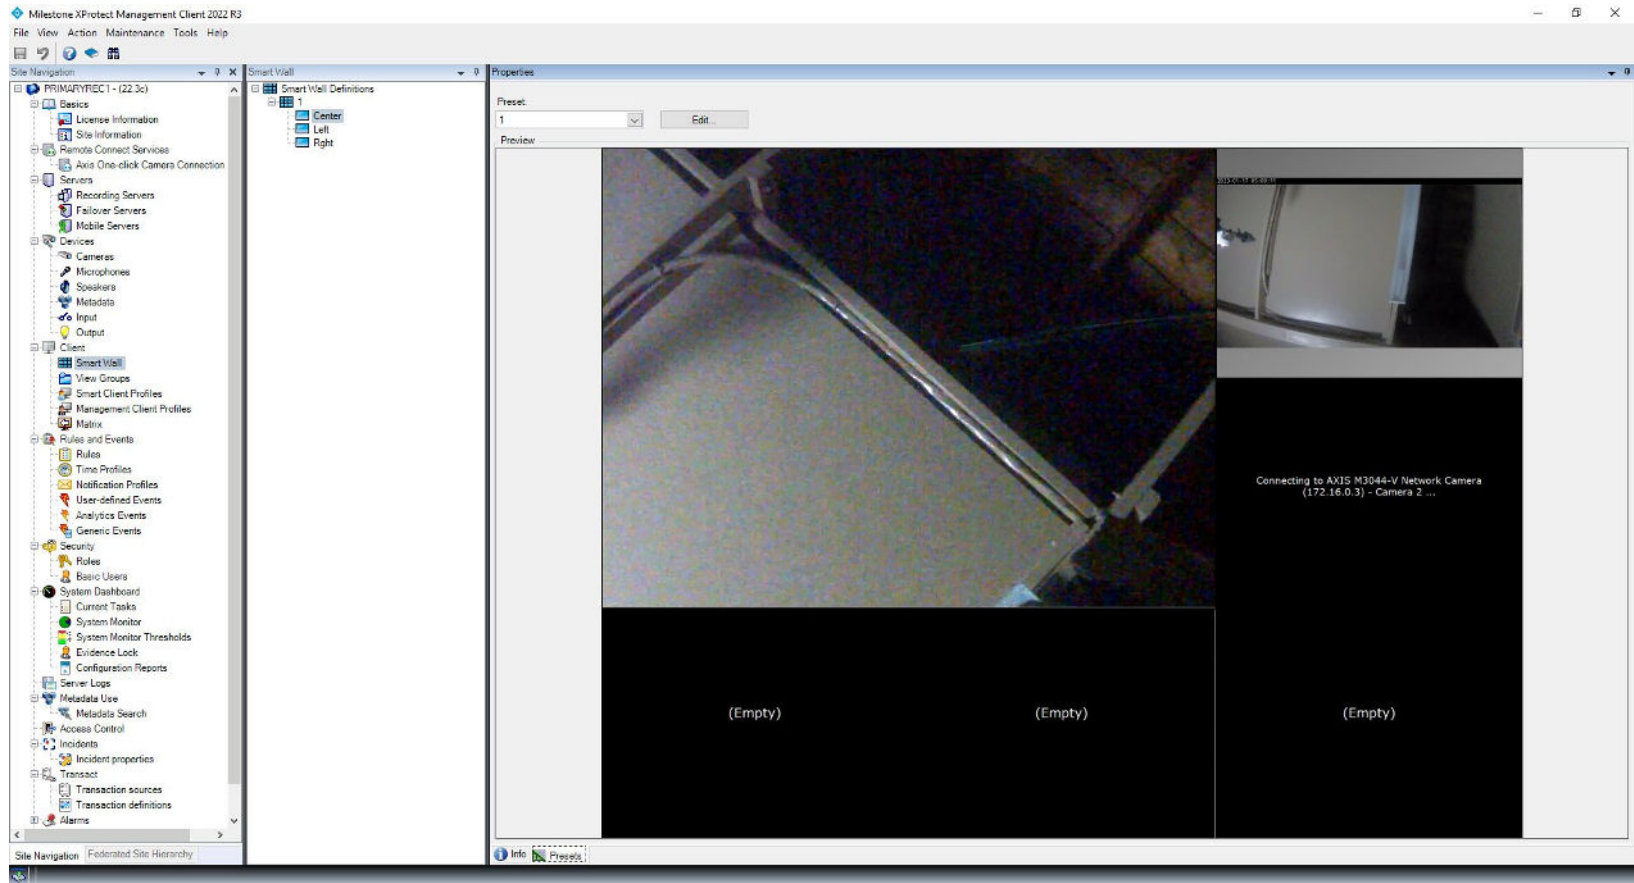 Milestone XProtect Management Client 2022 R3
File View Action Maintenance Tools Help
Site Navigation
PRIMARYREC1 - (22.3c)
Basics
License Information
Site Information
Remote Connect Services
Axis One-click Camera Connection
Servers
Recording Servers
Failover Servers
Mobile Servers
Devices
Cameras
Microphones
Speakers
Metadata
Input
Output
Client
Smart Wall
View Groups
Smart Client Profiles
Management Client Profiles
Matrix
Rules and Events
Rules
Time Profiles
Notification Profiles
User-defined Events
Analytics Events
Generic Events
Security
Roles
Basic Users
System Dashboard
Current Tasks
System Monitor
System Monitor Thresholds
Evidence Lock
Configuration Reports
Server Logs
Metadata Use
Metadata Search
Access Control
Incidents
Incident properties
Transact
Transaction sources
Transaction definitions
Alarms
Site Navigation Federated Site Hierarchy
Smart Wall
Smart Wall Definitions
1
Center
Left
Rght
Properties
Preset
1
Edit...
Preview
Connecting to AXIS M3044-V Network Camera
(172.16.0.3) - Camera 2 ...
(Empty)
(Empty)
(Empty)
Info Presets